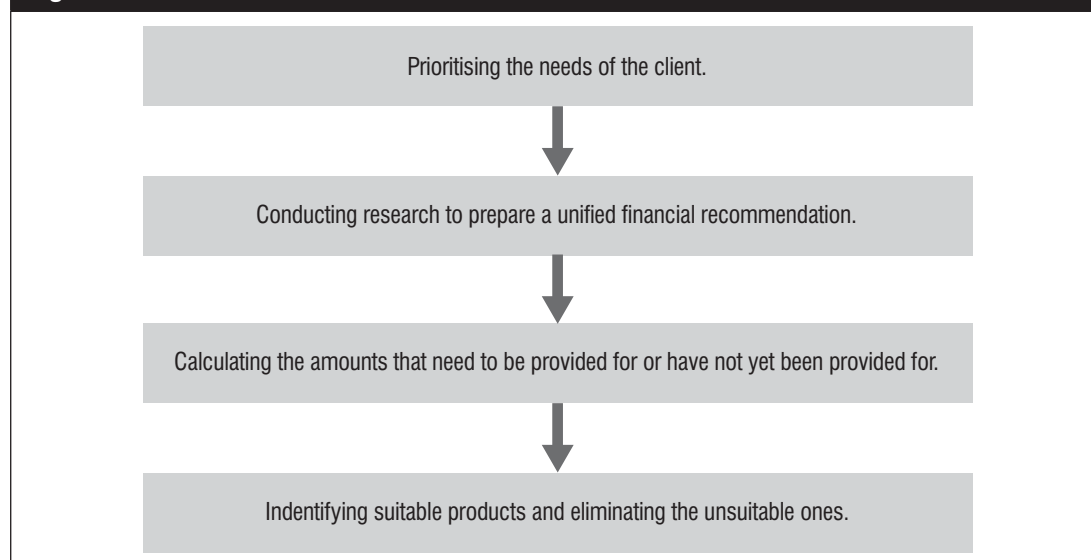 Prioritising the needs of the client.
Conducting research to prepare a unified financial recommendation.
Calculating the amounts that need to be provided for or have not yet been provided for.
Indentifying suitable products and eliminating the unsuitable ones.